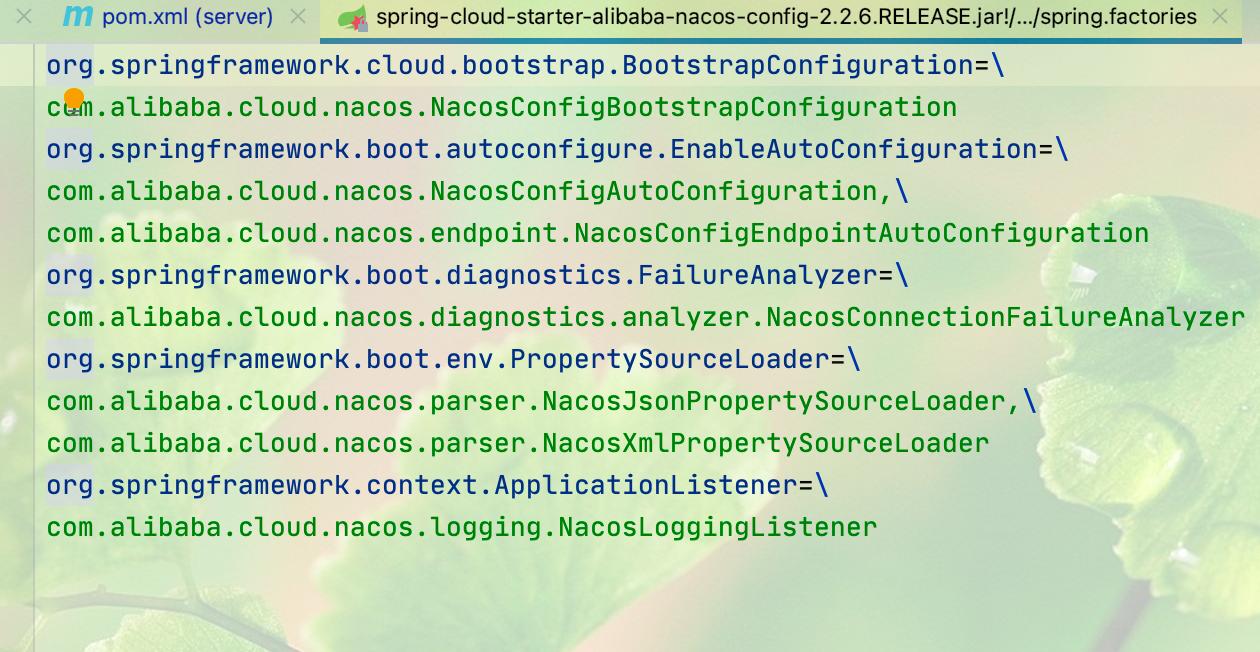 pom.xml (server)
spring-cloud-starter-alibaba-nacos-config-2.2.6.RELEASE.jar!/.../spring.factories
org.springframework.cloud.bootstrap.BootstrapConfiguration=\
com.alibaba.cloud.nacos.NacosConfigBootstrapConfiguration
org.springframework.boot.autoconfigure.EnableAutoConfiguration=\
com.alibaba.cloud.nacos.NacosConfigAutoConfiguration,\
com.alibaba.cloud.nacos.endpoint.NacosConfigEndpointAutoConfiguration
org.springframework.boot.diagnostics.FailureAnalyzer=\
com.alibaba.cloud.nacos.diagnostics.analyzer.NacosConnectionFailureAnalyzer
org.springframework.boot.env.PropertySourceLoader=\
com.alibaba.cloud.nacos.parser.NacosJsonPropertySourceLoader,\
com.alibaba.cloud.nacos.parser.NacosXmlPropertySourceLoader
org.springframework.context.ApplicationListener=\
com.alibaba.cloud.nacos.logging.NacosLoggingListener